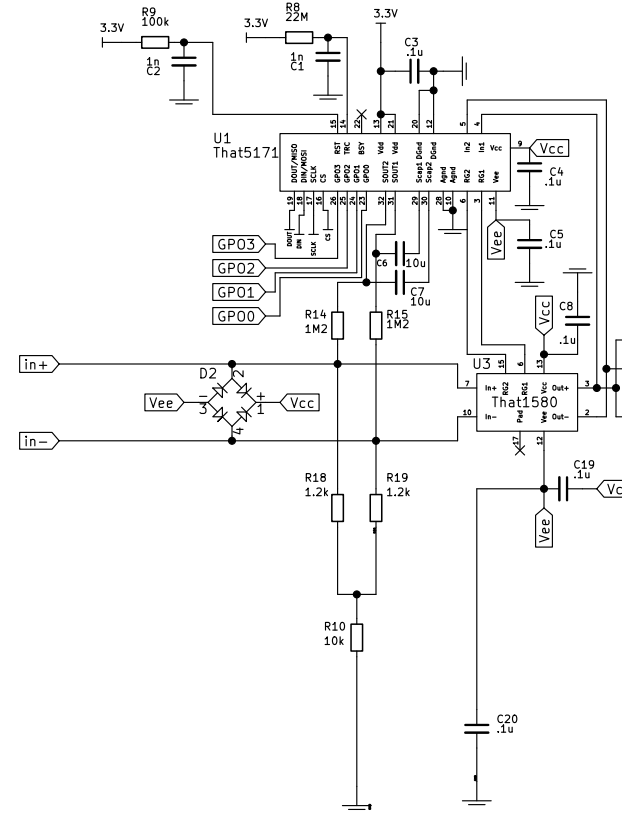 R9
100k
3.3V
1n
C2
R8
22M
3.3V
1n
C1
3.3V
C3
.1u
U1
That5171
15
14
22
13
21
20
12
5
4
RST
TRC
BSY
Vdd
Vdd
DGnd
DGnd
In2
In1
Vcc
9
Vcc
C4
.1u
DOUT/MISO
DIN/MOSI
SCLK
CS
GPO3
GPO2
GPO1
GPO0
SOUT2
SOUT1
Scap1
Scap2
Agnd
Agnd
RG2
RG1
Vee
19
18
17
16
26
25
24
23
32
31
29
30
28
10
6
3
11
DOUT
DIN
SCLK
CS
Vee
C5
.1u
GPO3
GPO2
GPO1
GPO0
C6
10u
C7
10u
R14
1M2
R15
1M2
Vcc
C8
.1u
15
6
13
U3
in+
7
In+
RG2
RG1
Vcc
Out+
3
That1580
10
In-
Pad
Vee
Out-
2
17
12
D2
2
Vee
-
3
+
1
Vcc
4
in-
R18
1.2k
R19
1.2k
C19
.1u
Vee
R10
10k
C20
.1u